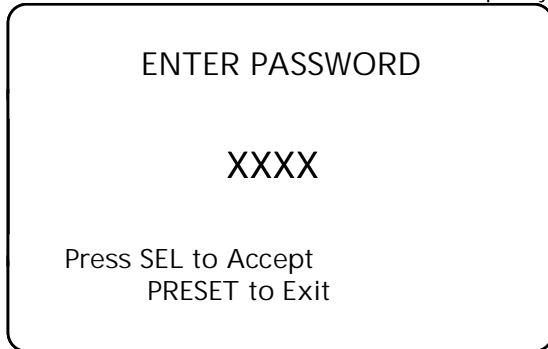 ENTER PASSWORD
XXXX
Press SEL to Accept
PRESET to Exit